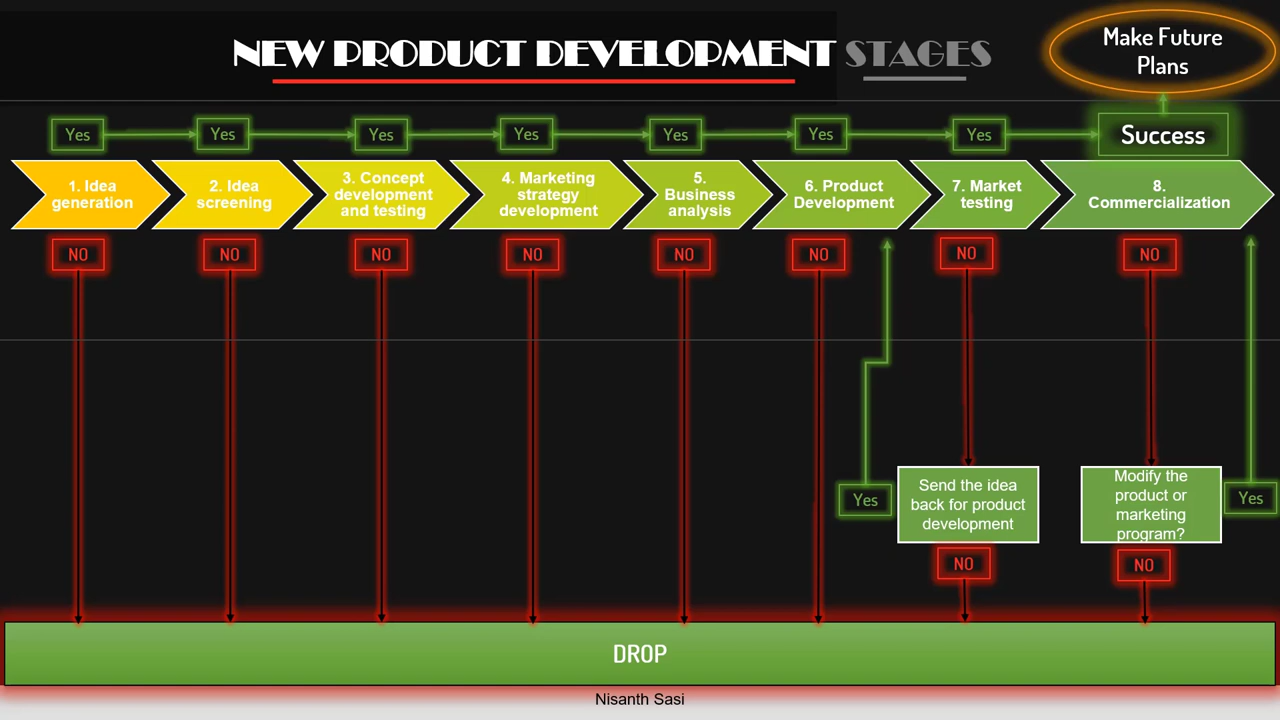 NEW PRODUCT DEVELOPMENT STAGES
Make Future
Plans
Yes
Yes
Yes
Yes
Yes
Yes
Yes
Success
1. Idea
generation
2. Idea
screening
3. Concept
development
and testing
4. Marketing
strategy
development
5.
Business
analysis
6. Product
Development
7. Market
testing
8.
Commercialization
NO
NO
NO
NO
NO
NO
NO
NO
Yes
Send the idea
back for product
development
Modify the
product or
marketing
program?
Yes
NO
NO
DROP
Nisanth Sasi